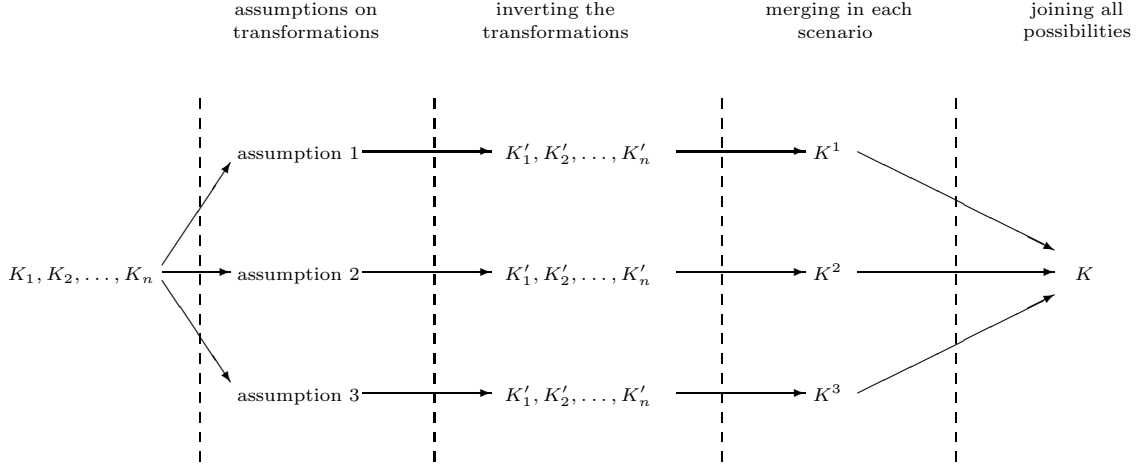 assumptions on
transformations
inverting the
transformations
merging in each
scenario
joining all
possibilities
assumption 1
K′₁, K′₂, . . . , K′ₙ
K¹
K₁, K₂, . . . , Kₙ
assumption 2
K′₁, K′₂, . . . , K′ₙ
K²
K
assumption 3
K′₁, K′₂, . . . , K′ₙ
K³